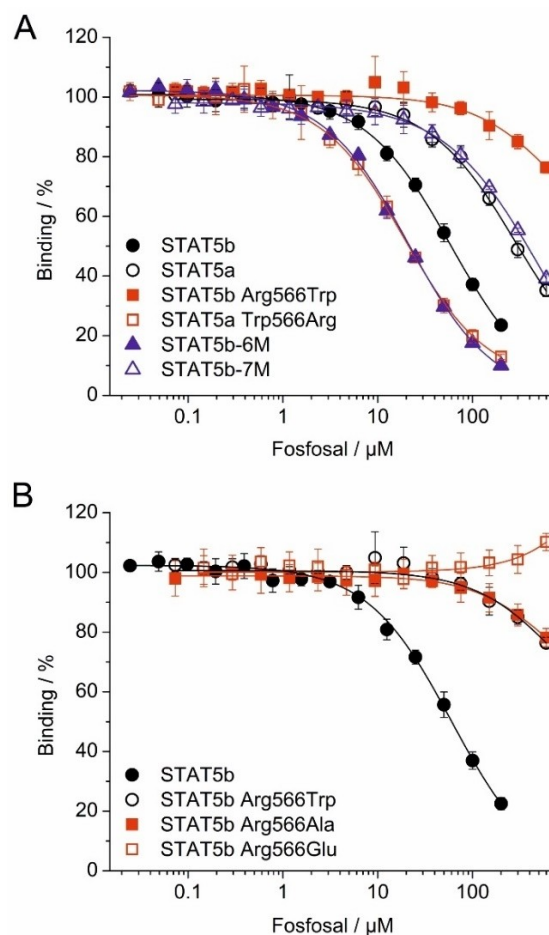 A
120
100
80
60
40
20
0
Binding / %
STAT5b
STAT5a
STAT5b Arg566Trp
STAT5a Trp566Arg
STAT5b-6M
STAT5b-7M
0.1 1 10 100
Fosfosal / µM
B
120
100
80
60
40
20
0
Binding / %
STAT5b
STAT5b Arg566Trp
STAT5b Arg566Ala
STAT5b Arg566Glu
0.1 1 10 100
Fosfosal / µM